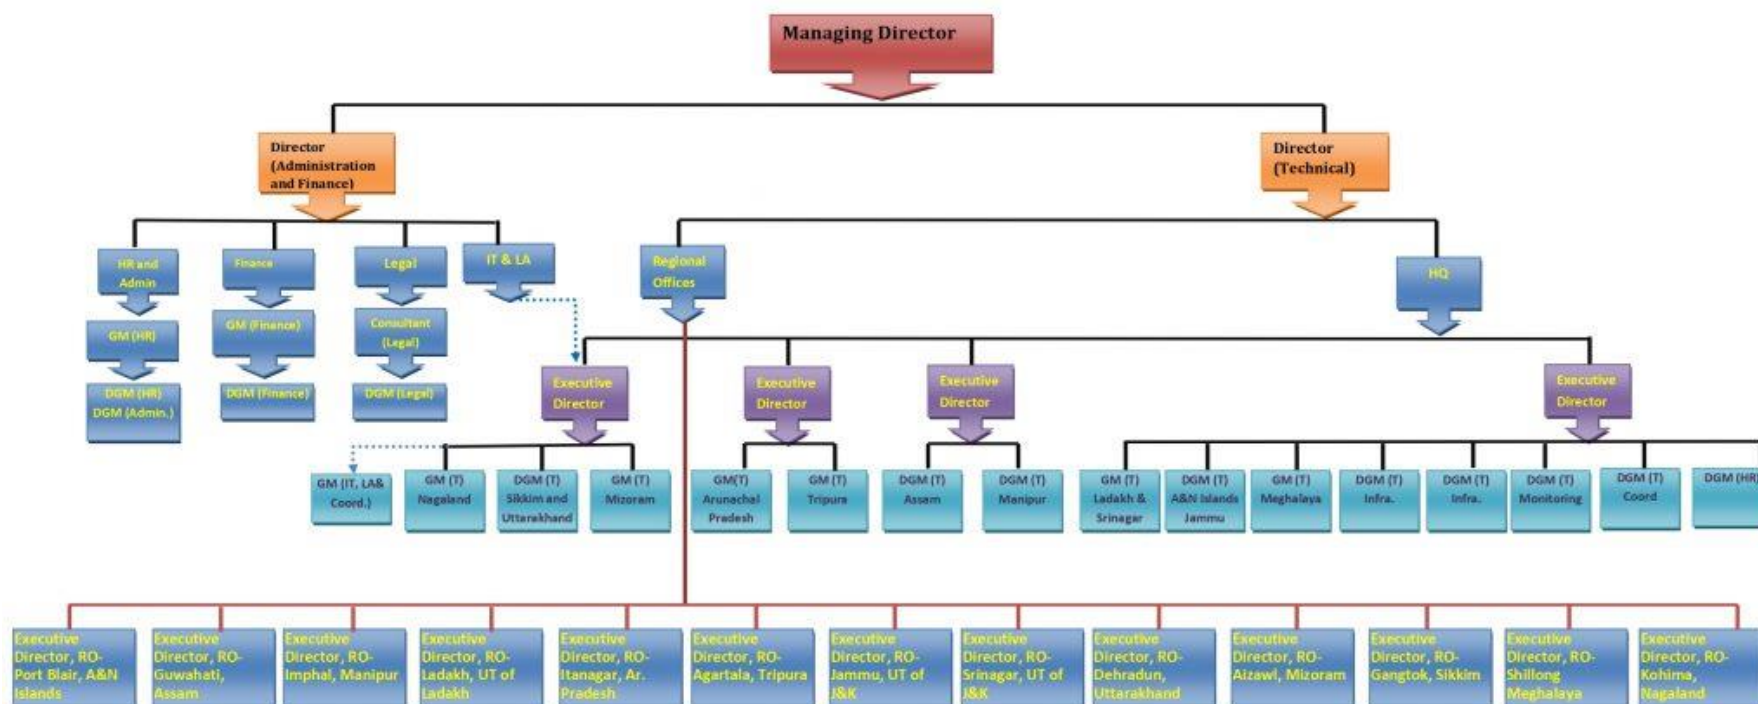 Managing Director
Director
(Administration
and Finance)
Director
(Technical)
HR and
Admin
Finance
Legal
IT & LA
Regional
Offices
HQ
GM (HR)
GM (Finance)
Consultant
(Legal)
DGM (HR)
DGM (Admin.)
DGM (Finance)
DGM (Legal)
Executive
Director
Executive
Director
Executive
Director
Executive
Director
GM (IT, LA&
Coord.)
GM (T)
Nagaland
DGM (T)
Sikkim and
Uttarakhand
GM (T)
Mizoram
GM(T)
Arunachal
Pradesh
GM (T)
Tripura
DGM (T)
Assam
DGM (T)
Manipur
GM (T)
Ladakh &
Srinagar
DGM (T)
A&N Islands
Jammu
GM (T)
Meghalaya
DGM (T)
Infra.
DGM (T)
Infra.
DGM (T)
Monitoring
DGM (T)
Coord
DGM (HR)
Executive
Director, RO-
Port Blair, A&N
Islands
Executive
Director, RO-
Guwahati,
Assam
Executive
Director, RO-
Imphal, Manipur
Executive
Director, RO-
Ladakh, UT of
Ladakh
Executive
Director, RO-
Itanagar, Ar.
Pradesh
Executive
Director, RO-
Agartala, Tripura
Executive
Director, RO-
Jammu, UT of
J&K
Executive
Director, RO-
Srinagar, UT of
J&K
Executive
Director, RO-
Dehradun,
Uttarakhand
Executive
Director, RO-
Aizawl, Mizoram
Executive
Director, RO-
Gangtok, Sikkim
Executive
Director, RO-
Shillong
Meghalaya
Executive
Director, RO-
Kohima,
Nagaland